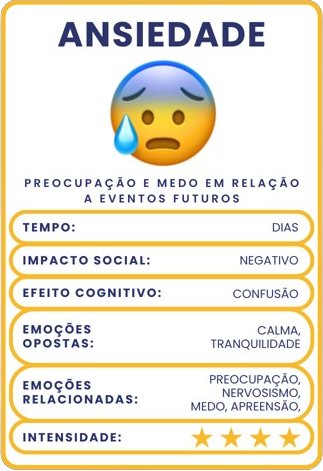 ANSIEDADE
PREOCUPAÇÃO E MEDO EM RELAÇÃO
A EVENTOS FUTUROS
TEMPO: DIAS
IMPACTO SOCIAL: NEGATIVO
EFEITO COGNITIVO: CONFUSÃO
EMOÇÕES
OPOSTAS:
CALMA,
TRANQUILIDADE
EMOÇÕES
RELACIONADAS:
PREOCUPAÇÃO,
NERVOSISMO,
MEDO, APREENSÃO,
INTENSIDADE: ★ ★ ★ ★